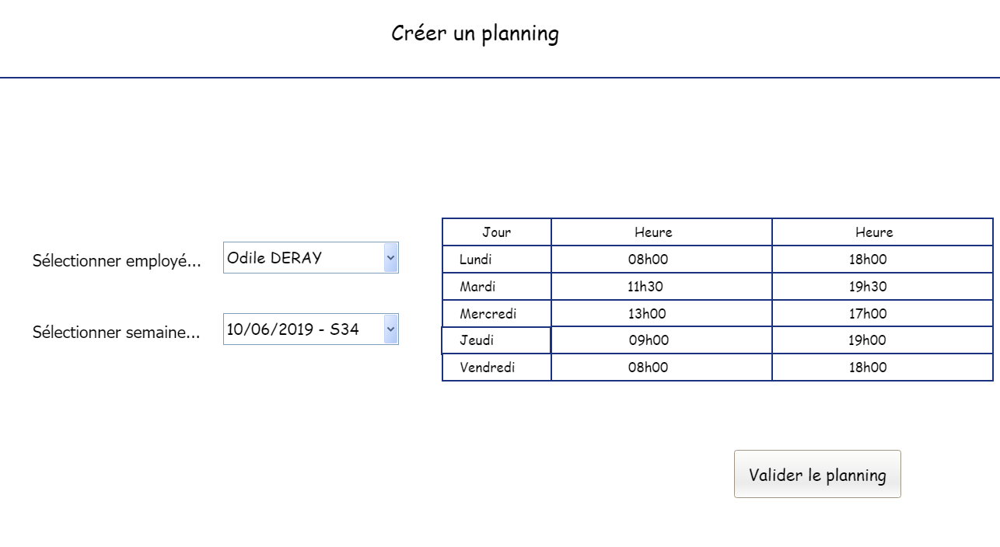 Créer un planning
Sélectionner employé... Odile DERAY
Sélectionner semaine... 10/06/2019 - S34
Jour Heure Heure
Lundi 08h00 18h00
Mardi 11h30 19h30
Mercredi 13h00 17h00
Jeudi 09h00 19h00
Vendredi 08h00 18h00
Valider le planning